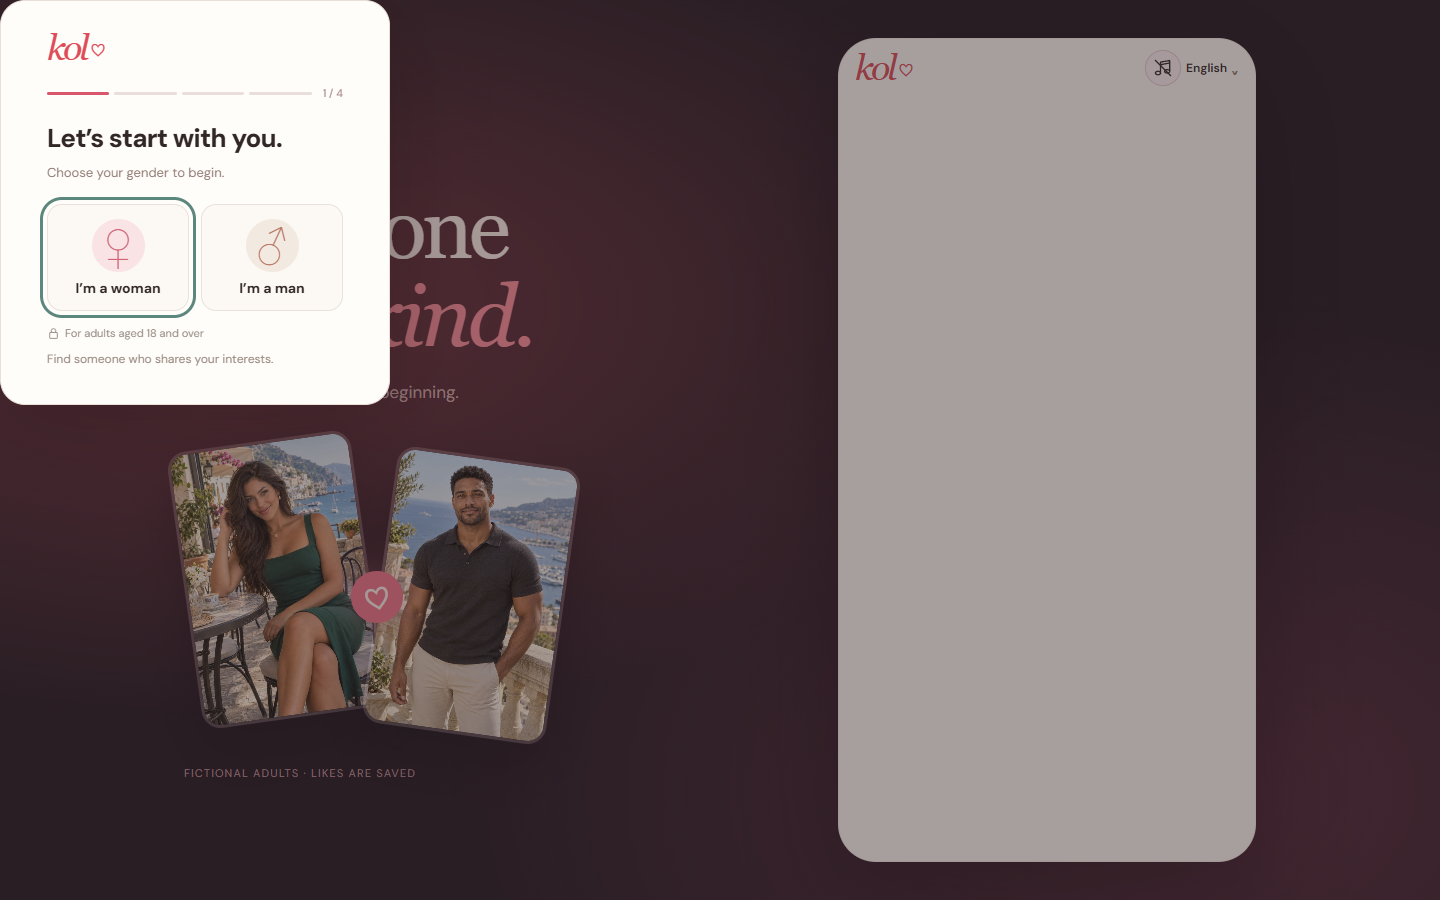 kol
1 / 4
Let’s start with you.
Choose your gender to begin.
I’m a woman
I’m a man
For adults aged 18 and over
Find someone who shares your interests.
one
kind.
beginning.
FICTIONAL ADULTS · LIKES ARE SAVED
kol
English